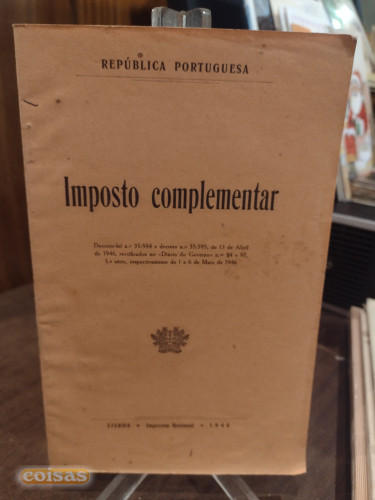 REPÚBLICA PORTUGUESA
Imposto complementar
Decreto-lei n.º 35:594 e decreto n.º 35:595, de 13 de Abril
de 1946, rectificados no «Diário do Governo» n.os 94 e 97,
1.ª série, respectivamente de 1 e 6 de Maio de 1946
LISBOA • Imprensa Nacional • 1946
coisas